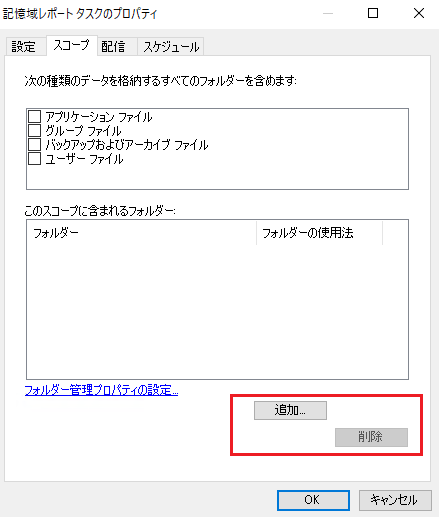 記憶域レポート タスクのプロパティ
設定 スコープ 配信 スケジュール
次の種類のデータを格納するすべてのフォルダーを含めます:
アプリケーション ファイル
グループ ファイル
バックアップおよびアーカイブ ファイル
ユーザー ファイル
このスコープに含まれるフォルダー:
フォルダー フォルダーの使用法
フォルダー管理プロパティの設定...
追加...
削除
OK キャンセル